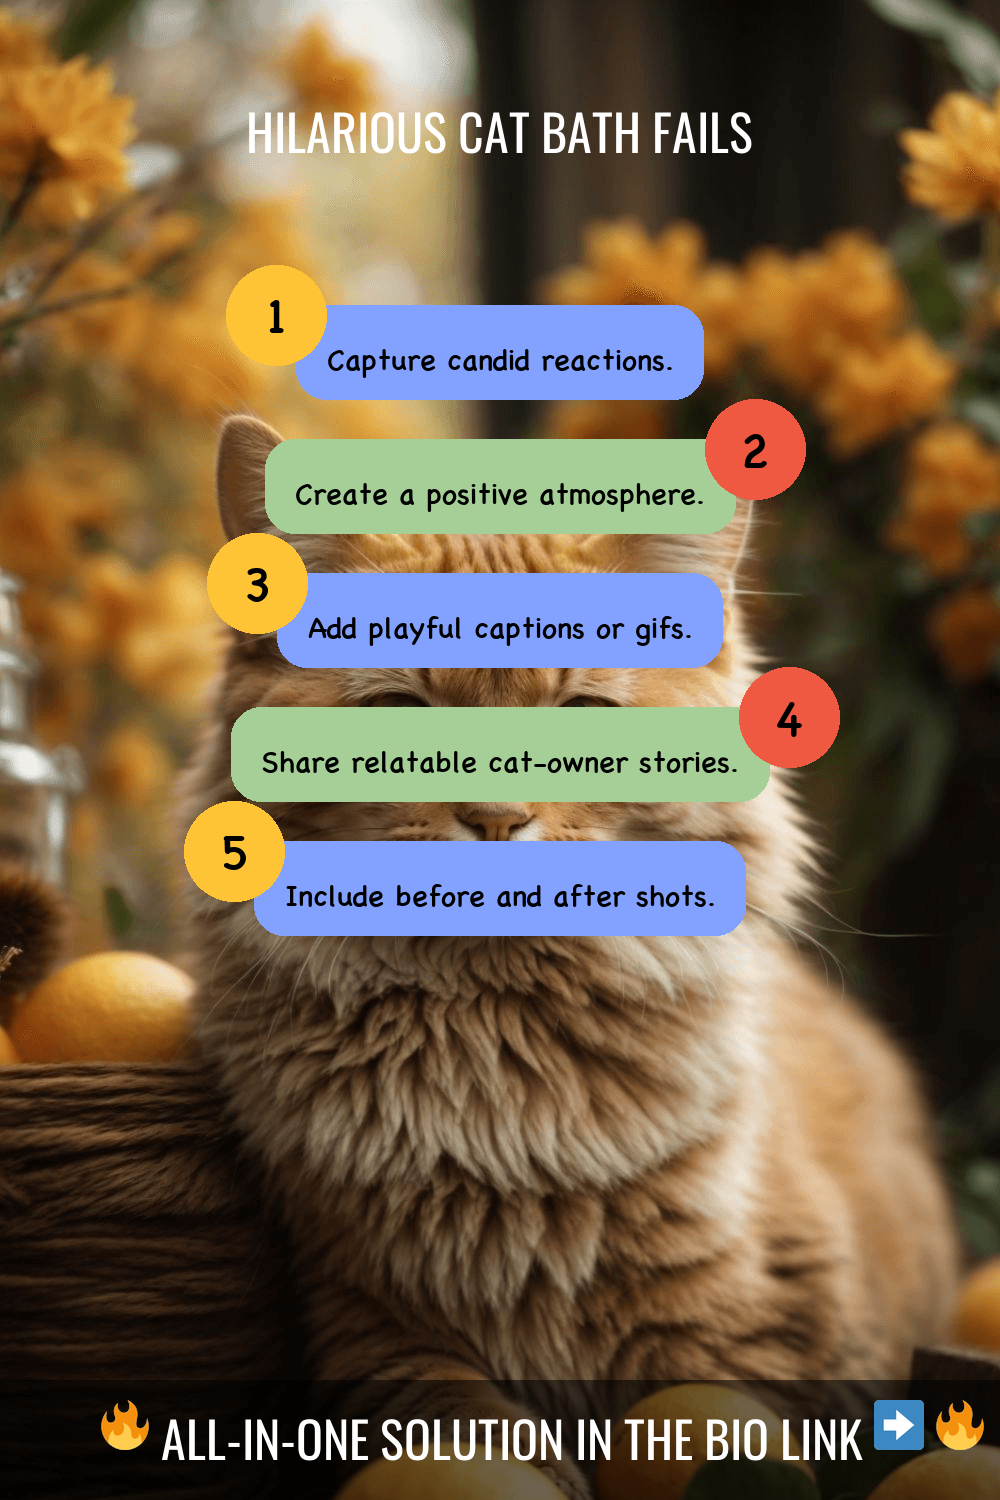 HILARIOUS CAT BATH FAILS
1
Capture candid reactions.
2
Create a positive atmosphere.
3
Add playful captions or gifs.
4
Share relatable cat-owner stories.
5
Include before and after shots.
🔥 ALL-IN-ONE SOLUTION IN THE BIO LINK ➡️ 🔥